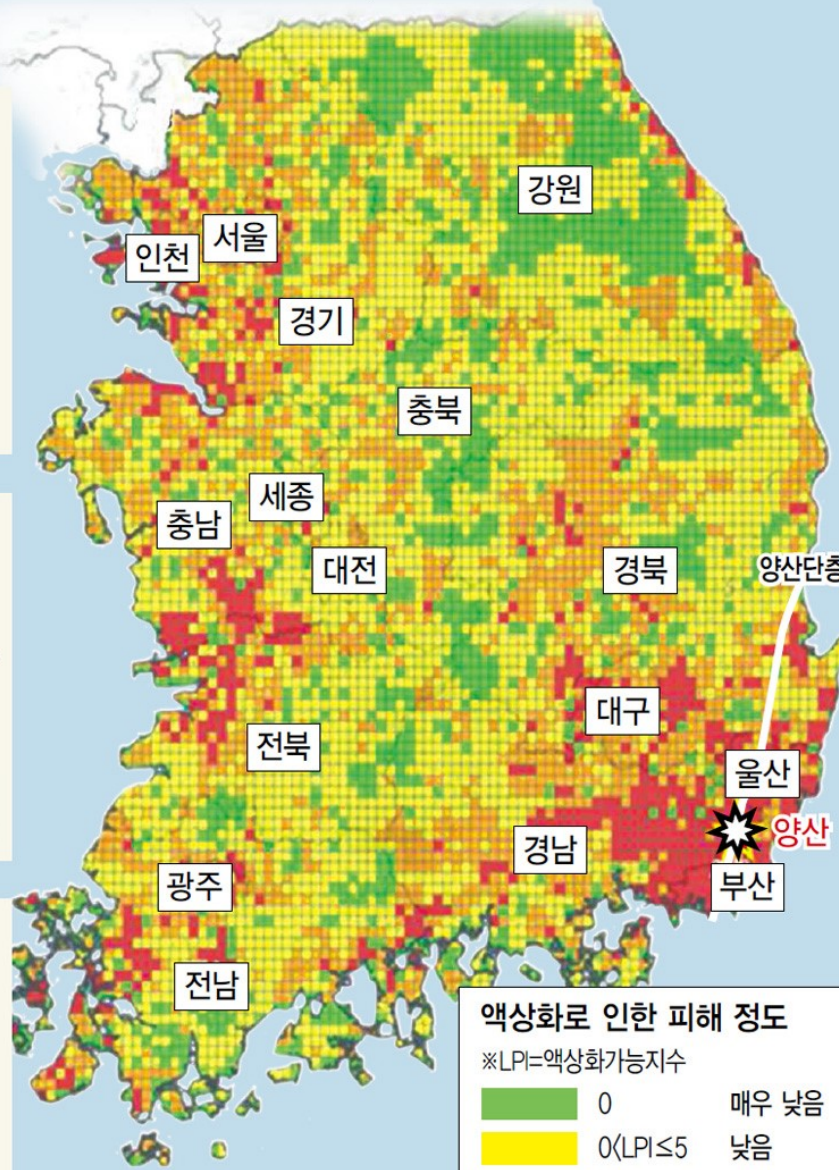 강원
서울
인천
경기
충북
세종
충남
대전
경북
양산단층
대구
전북
울산
양산
경남
부산
광주
전남
액상화로 인한 피해 정도
※LPI=액상화가능지수
0 매우 낮음
0<LPI≤5 낮음